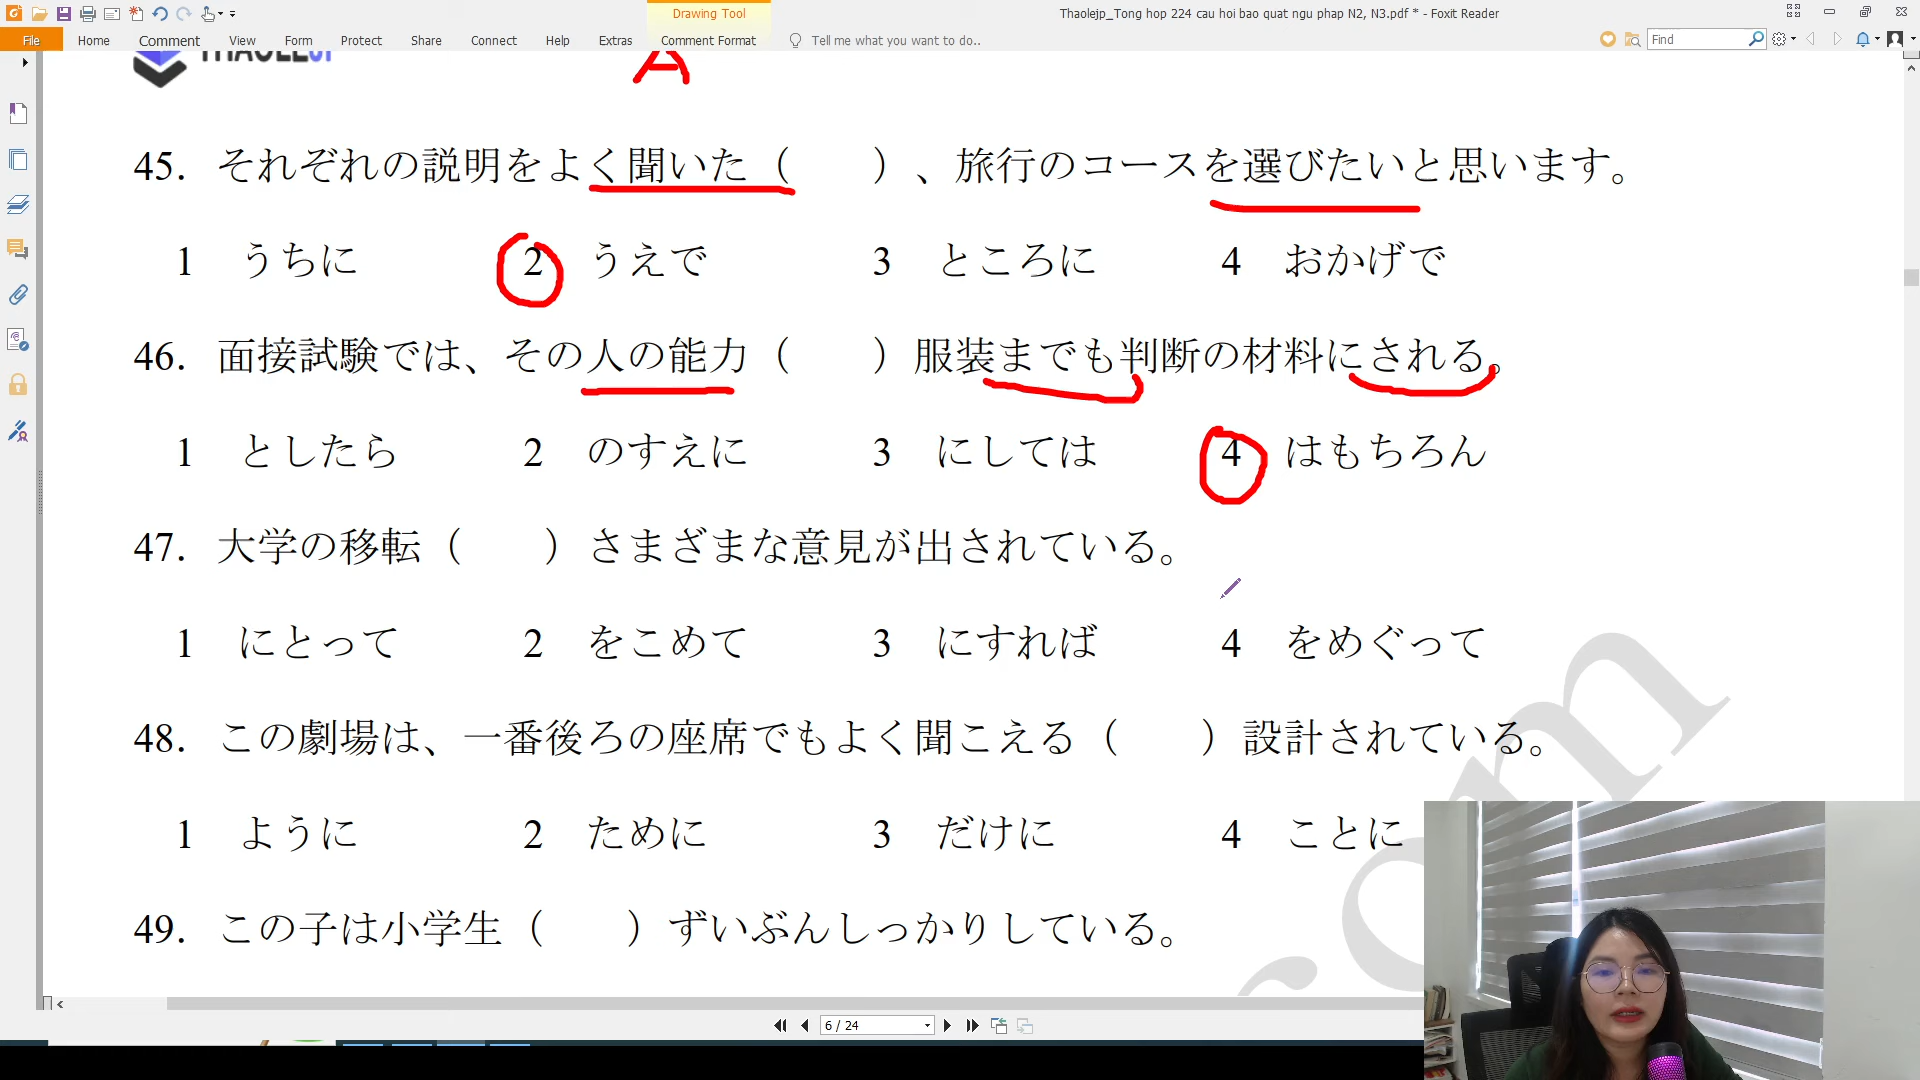 Drawing Tool
Thaolejp_Tong hop 224 cau hoi bao quat ngu phap N2, N3.pdf * - Foxit Reader
File Home Comment View Form Protect Share Connect Help Extras Comment Format Tell me what you want to do.. Find
A
45. それぞれの説明をよく聞いた（　　）、旅行のコースを選びたいと思います。
1 うちに 2 うえで 3 ところに 4 おかげで
46. 面接試験では、その人の能力（　　）服装までも判断の材料にされる。
1 としたら 2 のすえに 3 にしては 4 はもちろん
47. 大学の移転（　　）さまざまな意見が出されている。
1 にとって 2 をこめて 3 にすれば 4 をめぐって
48. この劇場は、一番後ろの座席でもよく聞こえる（　　）設計されている。
1 ように 2 ために 3 だけに 4 ことに
49. この子は小学生（　　）ずいぶんしっかりしている。
om
6 / 24